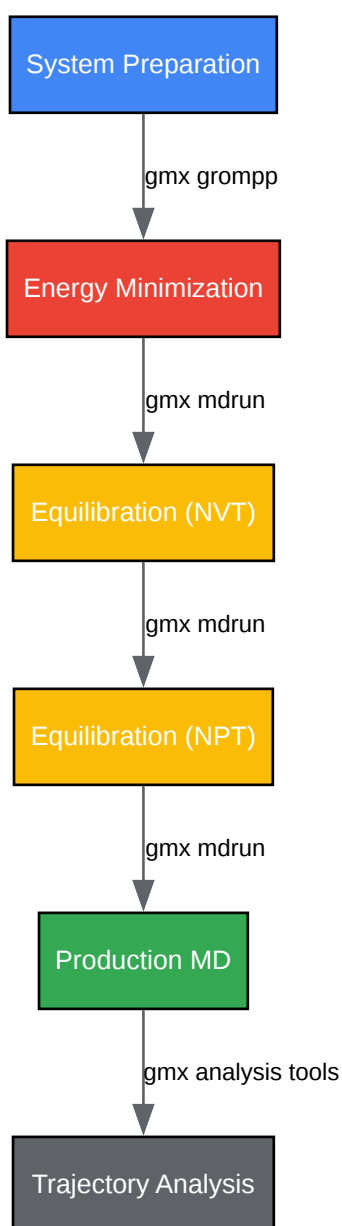 System Preparation
gmx grompp
Energy Minimization
gmx mdrun
Equilibration (NVT)
gmx mdrun
Equilibration (NPT)
gmx mdrun
Production MD
gmx analysis tools
Trajectory Analysis